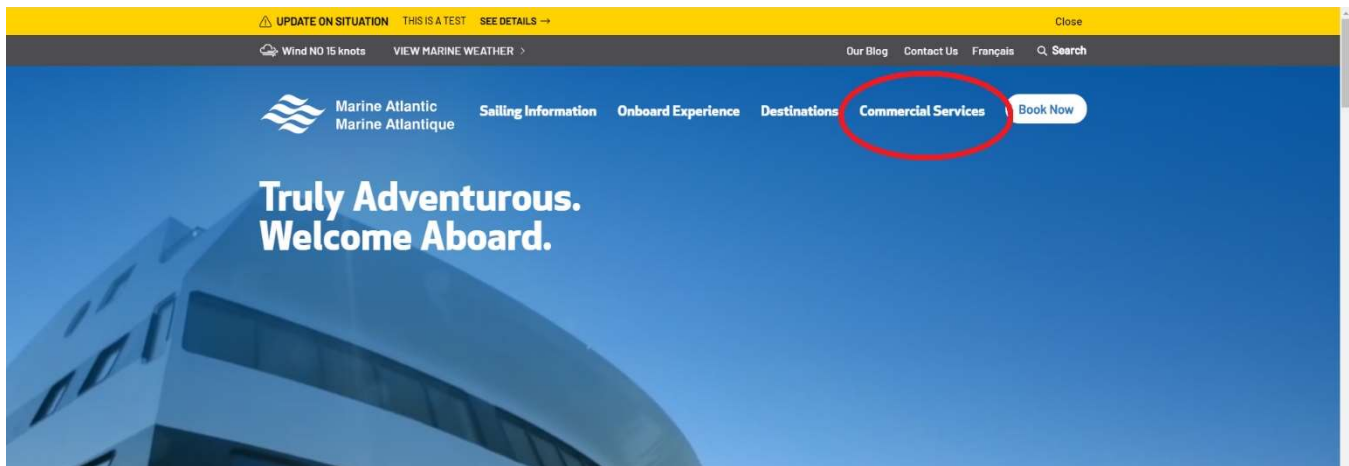 UPDATE ON SITUATION THIS IS A TEST SEE DETAILS → Close
Wind NO 15 knots VIEW MARINE WEATHER > Our Blog Contact Us Français Search
Marine Atlantic
Marine Atlantique
Sailing Information Onboard Experience Destinations Commercial Services Book Now
Truly Adventurous.
Welcome Aboard.